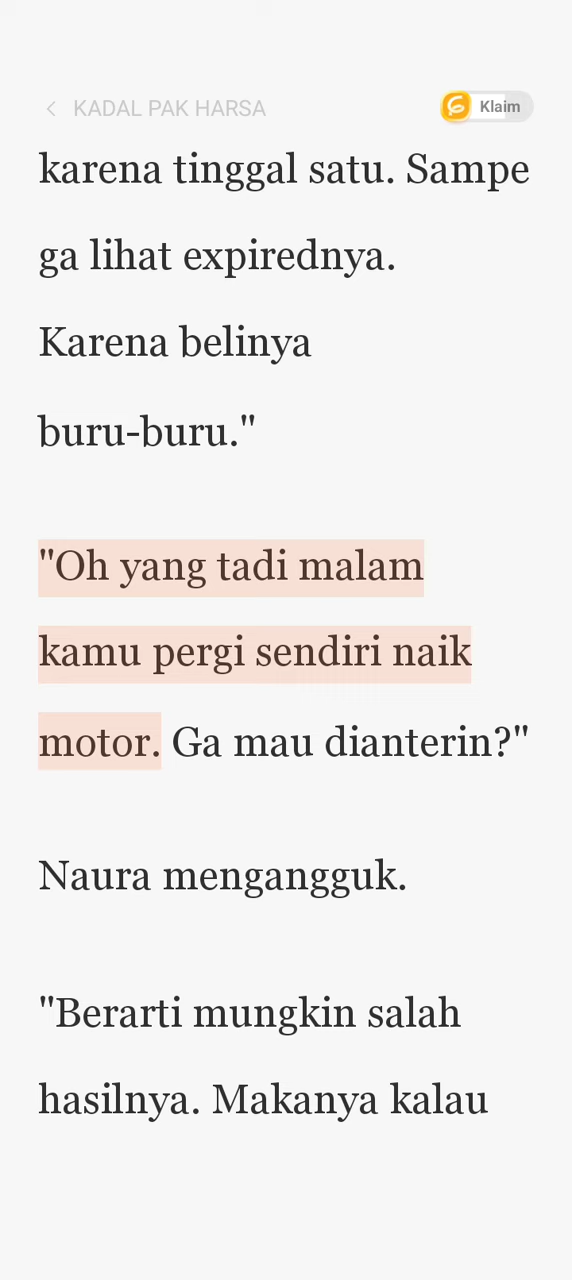 KADAL PAK HARSA
Klaim
karena tinggal satu. Sampe
ga lihat expirednya.
Karena belinya
buru-buru."
"Oh yang tadi malam
kamu pergi sendiri naik
motor. Ga mau dianterin?"
Naura mengangguk.
"Berarti mungkin salah
hasilnya. Makanya kalau